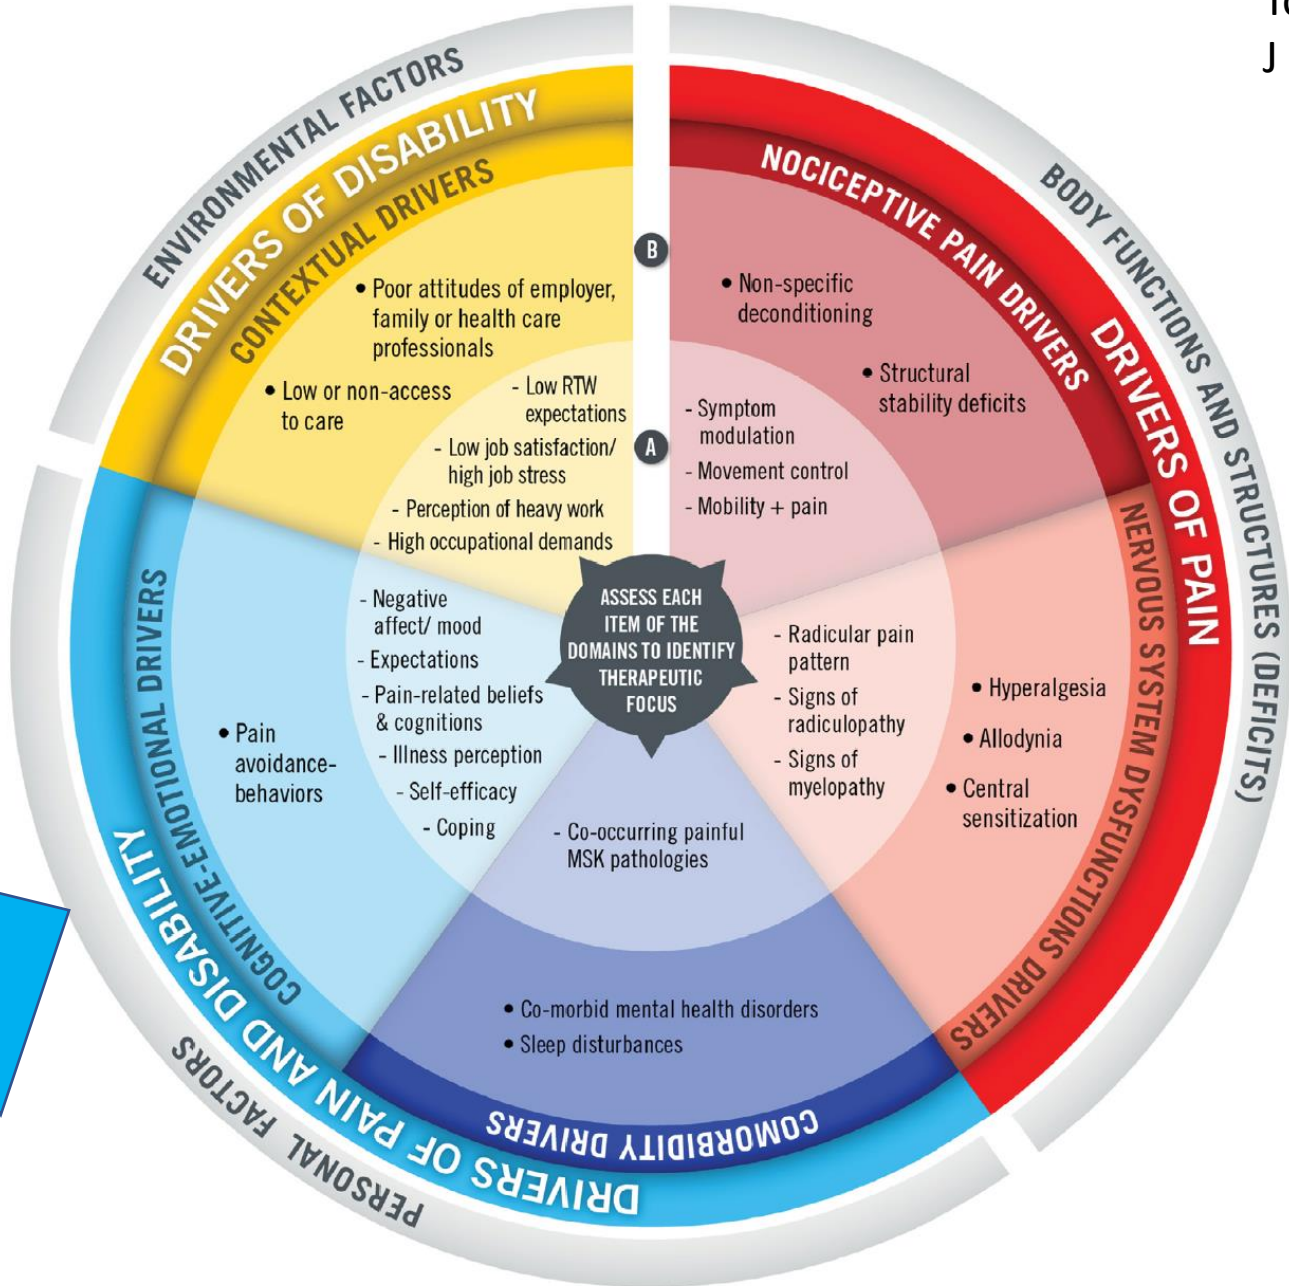 J
ENVIRONMENTAL FACTORS
DRIVERS OF DISABILITY
CONTEXTUAL DRIVERS
• Poor attitudes of employer,
family or health care
professionals
• Low or non-access
to care
- Low RTW
expectations
- Low job satisfaction/
high job stress
- Perception of heavy work
- High occupational demands
B
A
BODY FUNCTIONS AND STRUCTURES (DEFICITS)
DRIVERS OF PAIN
NOCICEPTIVE PAIN DRIVERS
• Non-specific
deconditioning
• Structural
stability deficits
- Symptom
modulation
- Movement control
- Mobility + pain
NERVOUS SYSTEM DYSFUNCTIONS DRIVERS
- Radicular pain
pattern
- Signs of
radiculopathy
- Signs of
myelopathy
• Hyperalgesia
• Allodynia
• Central
sensitization
ASSESS EACH
ITEM OF THE
DOMAINS TO IDENTIFY
THERAPEUTIC
FOCUS
PERSONAL FACTORS
DRIVERS OF PAIN AND DISABILITY
COGNITIVE-EMOTIONAL DRIVERS
- Negative
affect/ mood
- Expectations
- Pain-related beliefs
& cognitions
- Illness perception
- Self-efficacy
- Coping
• Pain
avoidance-
behaviors
COMORBIDITY DRIVERS
- Co-occurring painful
MSK pathologies
• Co-morbid mental health disorders
• Sleep disturbances